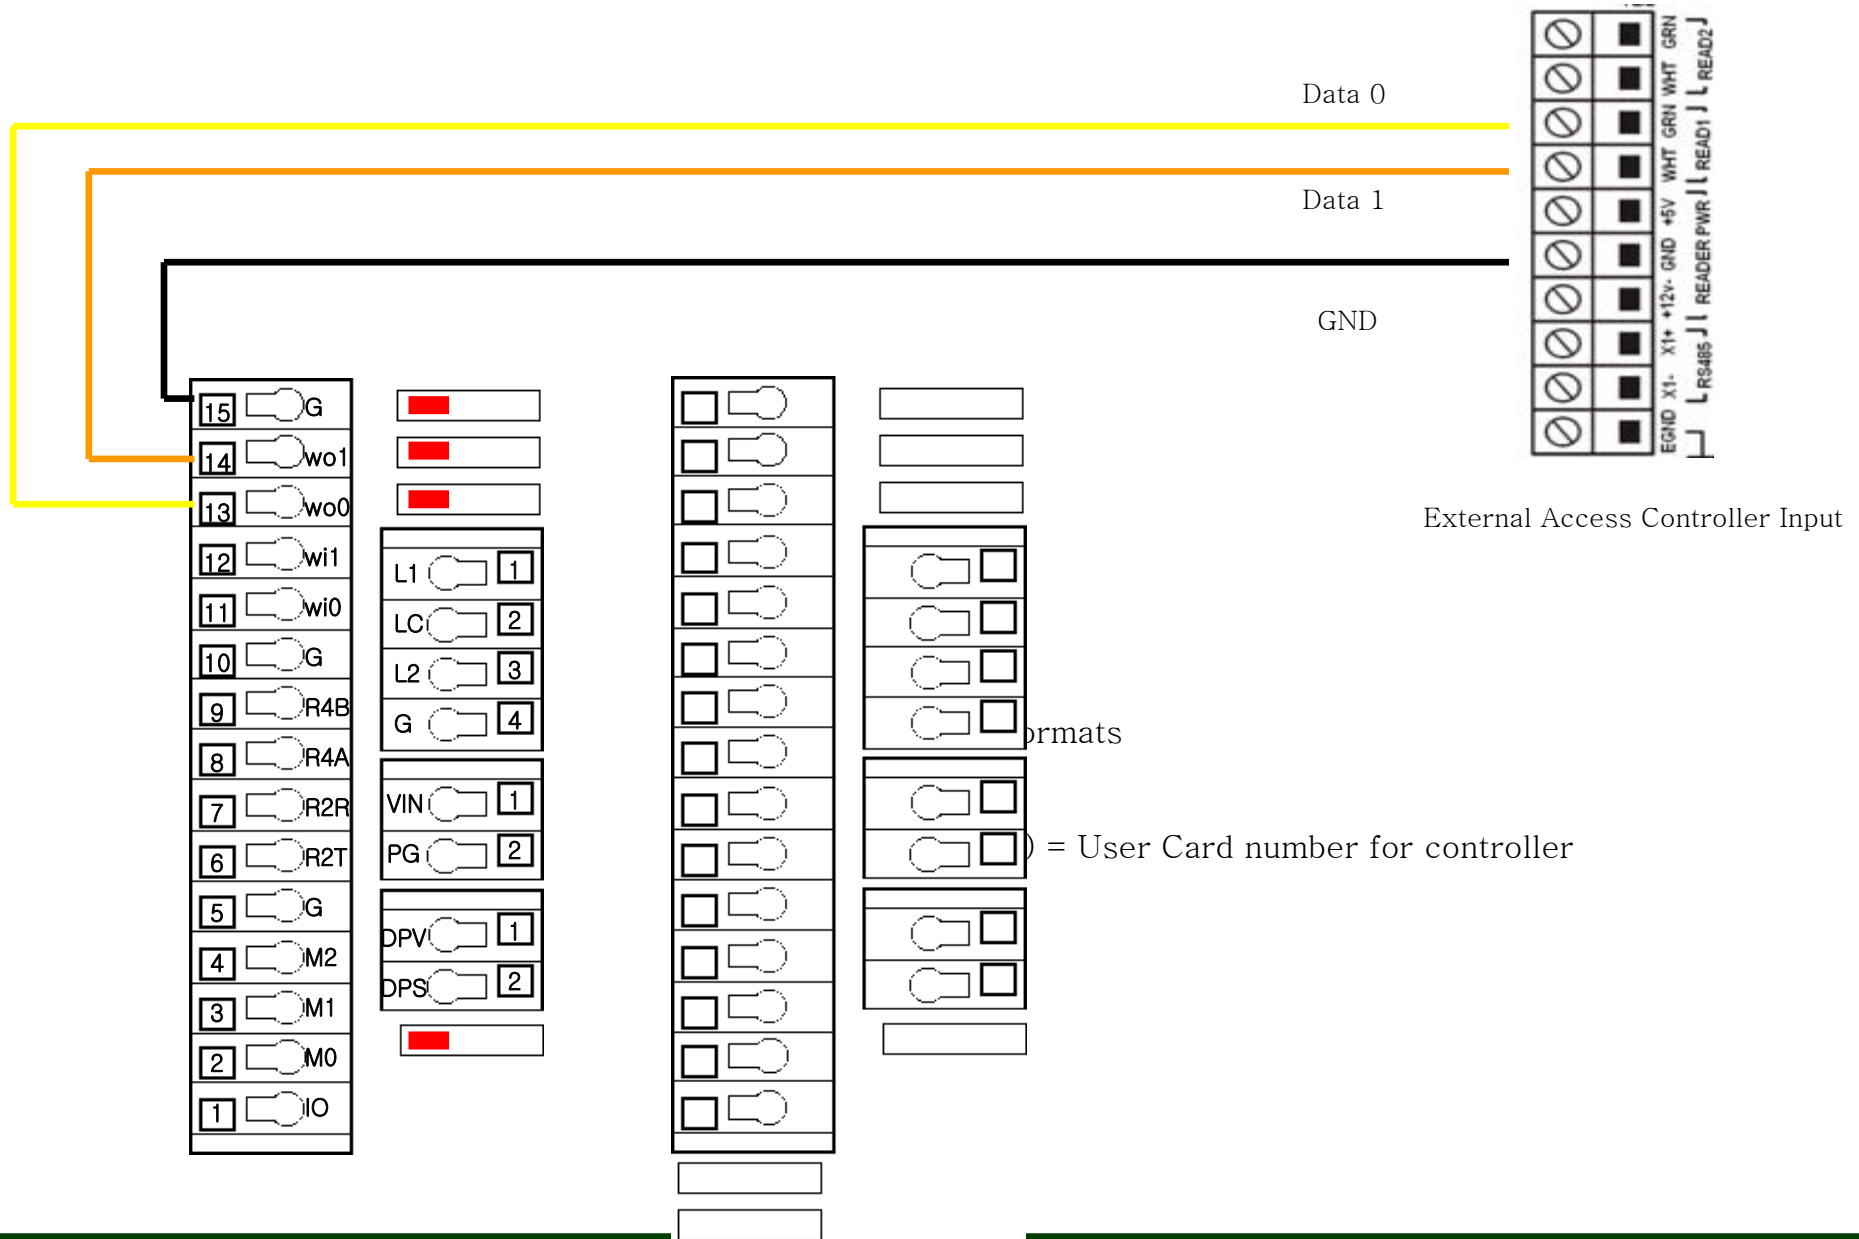 GRN
WHT
READ2
Data 0
GRN
WHT
READ1
Data 1
+5V
GND
+12v-
READER PWR
GND
X1+
X1-
RS485
EGND
External Access Controller Input
15 G
14 wo1
13 wo0
12 wi1
11 wi0
10 G
9 R4B
8 R4A
7 R2R
6 R2T
5 G
4 M2
3 M1
2 M0
1 IO
L1 1
LC 2
L2 3
G 4
VIN 1
PG 2
DPV 1
DPS 2
ormats
) = User Card number for controller